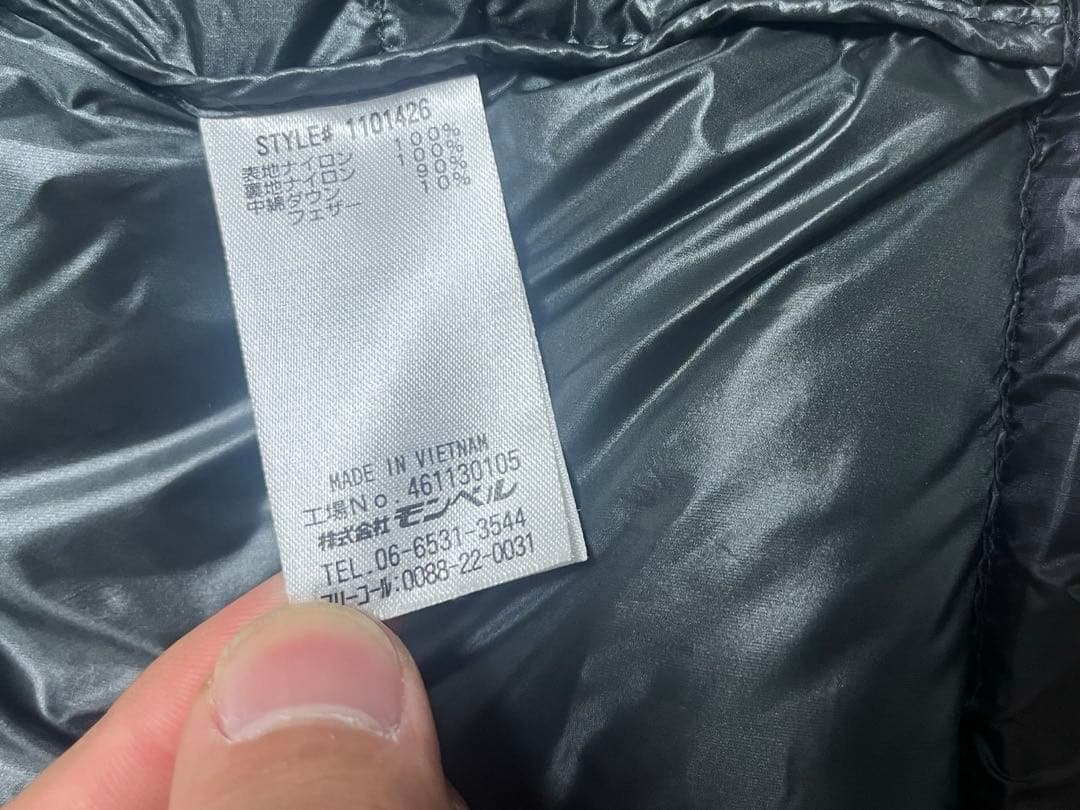 STYLE# 1101426
表地ナイロン 100%
裏地ナイロン 100%
中綿ダウン 90%
フェザー 10%
MADE IN VIETNAM
工場No.461130105
株式会社モンベル
TEL.06-6531-3544
フリーコール:0088-22-0031